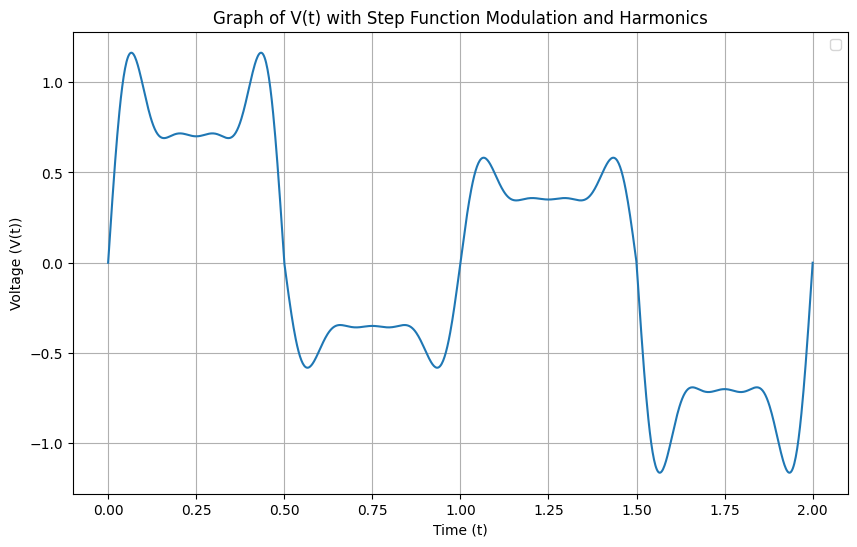 Graph of V(t) with Step Function Modulation and Harmonics
1.0
0.5
0.0
−0.5
−1.0
Voltage (V(t))
0.00 0.25 0.50 0.75 1.00 1.25 1.50 1.75 2.00
Time (t)